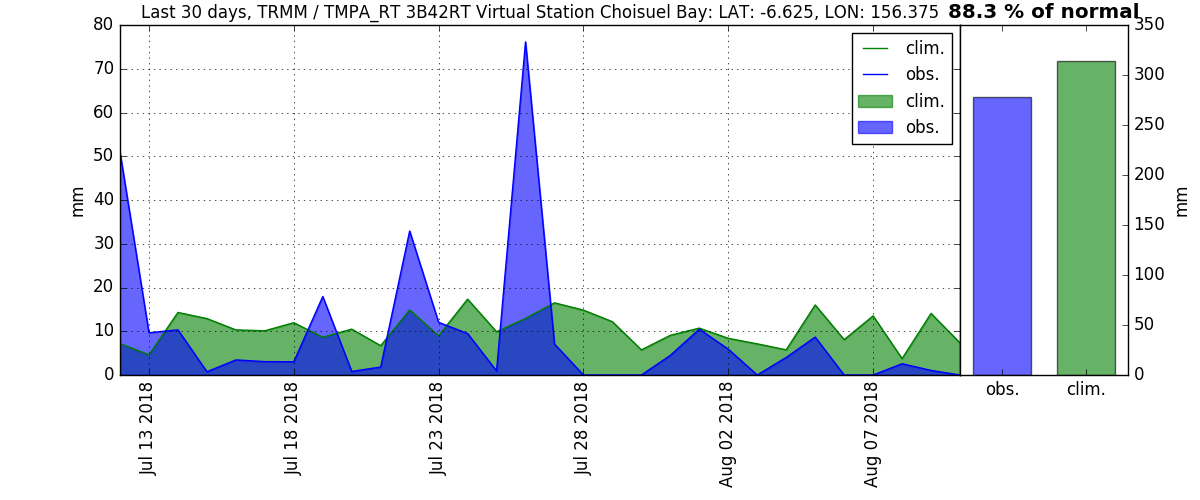 Last 30 days, TRMM / TMPA_RT 3B42RT Virtual Station Choisuel Bay: LAT: -6.625, LON: 156.375
88.3 % of normal
80
70
60
50
40
30
20
10
0
mm
clim.
obs.
clim.
obs.
Jul 13 2018
Jul 18 2018
Jul 23 2018
Jul 28 2018
Aug 02 2018
Aug 07 2018
350
300
250
200
150
100
50
0
mm
obs.
clim.